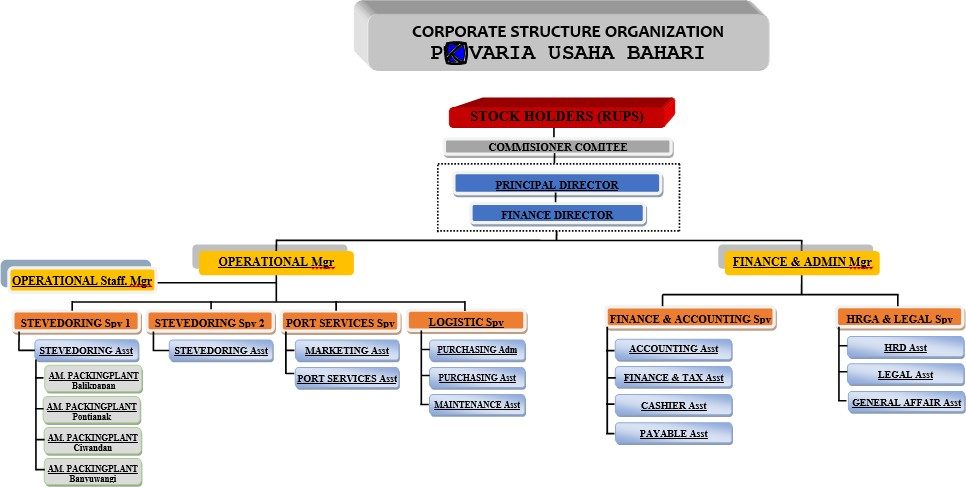 CORPORATE STRUCTURE ORGANIZATION
P VARIA USAHA BAHARI
STOCK HOLDERS (RUPS)
COMMISIONER COMITEE
PRINCIPAL DIRECTOR
FINANCE DIRECTOR
OPERATIONAL Mgr
FINANCE & ADMIN Mgr
OPERATIONAL Staff. Mgr
STEVEDORING Spv 1
STEVEDORING Spv 2
PORT SERVICES Spv
LOGISTIC Spv
FINANCE & ACCOUNTING Spv
HRGA & LEGAL Spv
STEVEDORING Asst
AM. PACKINGPLANT
Balikpapan
AM. PACKINGPLANT
Pontianak
AM. PACKINGPLANT
Ciwandan
AM. PACKINGPLANT
Banyuwangi
STEVEDORING Asst
MARKETING Asst
PORT SERVICES Asst
PURCHASING Adm
PURCHASING Asst
MAINTENANCE Asst
ACCOUNTING Asst
FINANCE & TAX Asst
CASHIER Asst
PAYABLE Asst
HRD Asst
LEGAL Asst
GENERAL AFFAIR Asst